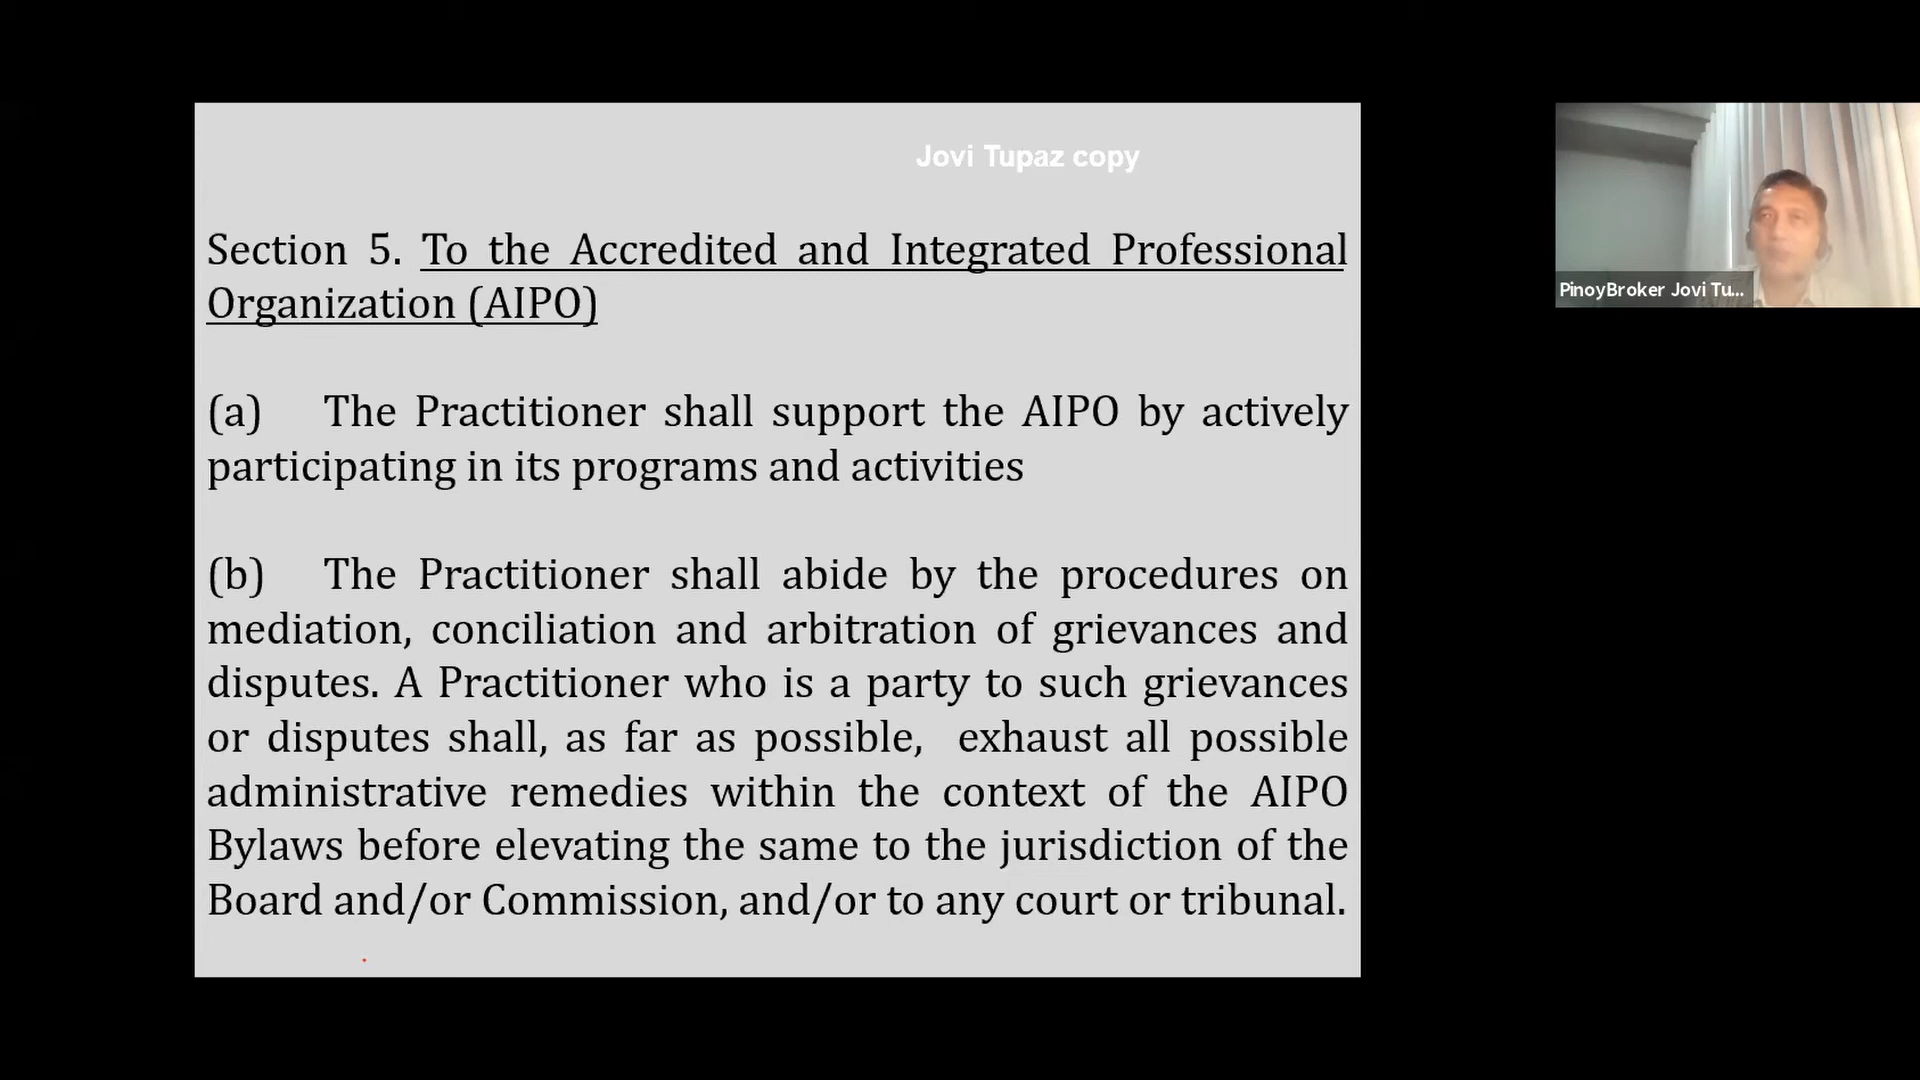 Jovi Tupaz copy
Section 5. To the Accredited and Integrated Professional
Organization (AIPO)
(a) The Practitioner shall support the AIPO by actively
participating in its programs and activities
(b) The Practitioner shall abide by the procedures on
mediation, conciliation and arbitration of grievances and
disputes. A Practitioner who is a party to such grievances
or disputes shall, as far as possible, exhaust all possible
administrative remedies within the context of the AIPO
Bylaws before elevating the same to the jurisdiction of the
Board and/or Commission, and/or to any court or tribunal.
PinoyBroker Jovi Tu...